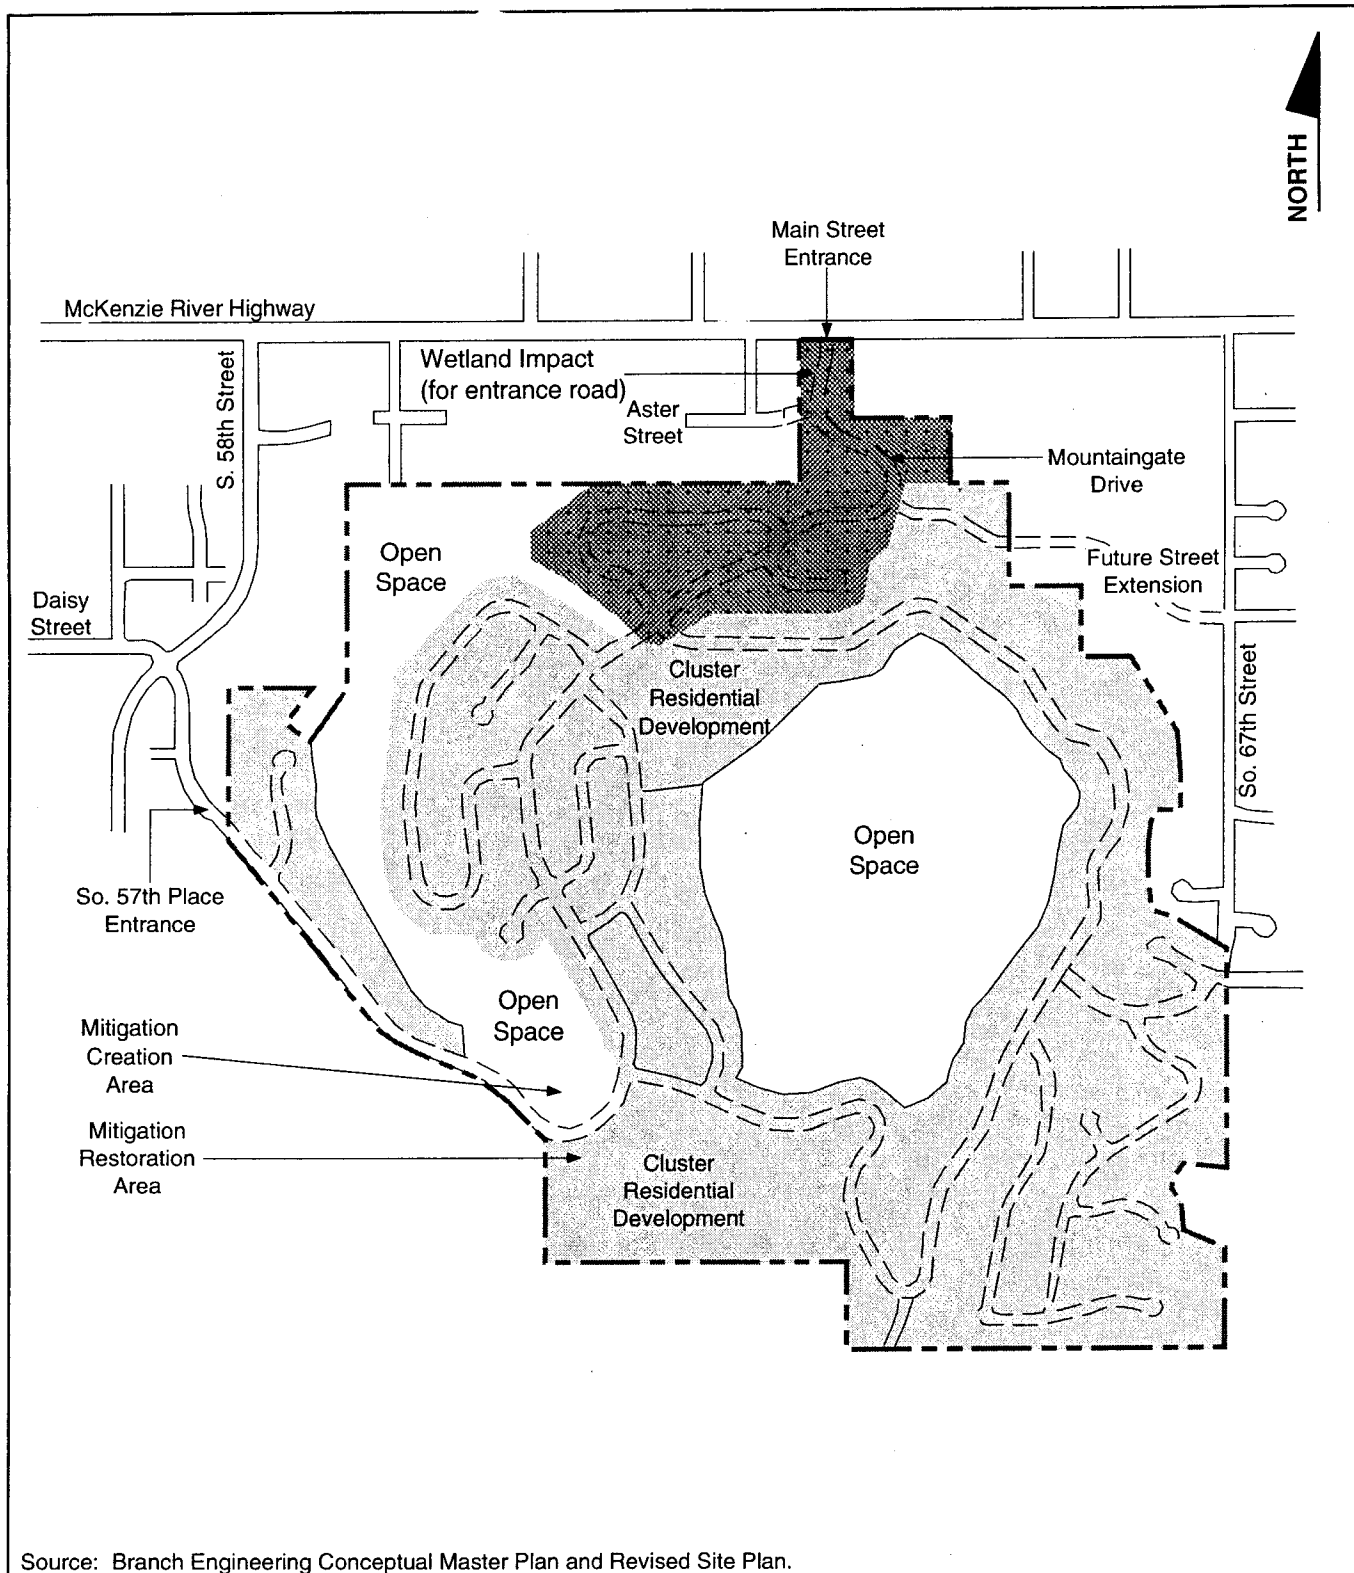 NORTH
Main Street
Entrance
McKenzie River Highway
S. 58th Street
Wetland Impact
(for entrance road)
Aster
Street
Mountaingate
Drive
Open
Space
Future Street
Extension
Daisy
Street
Cluster
Residential
Development
So. 67th Street
Open
Space
So. 57th Place
Entrance
Open
Space
Mitigation
Creation
Area
Mitigation
Restoration
Area
Cluster
Residential
Development
Source: Branch Engineering Conceptual Master Plan and Revised Site Plan.